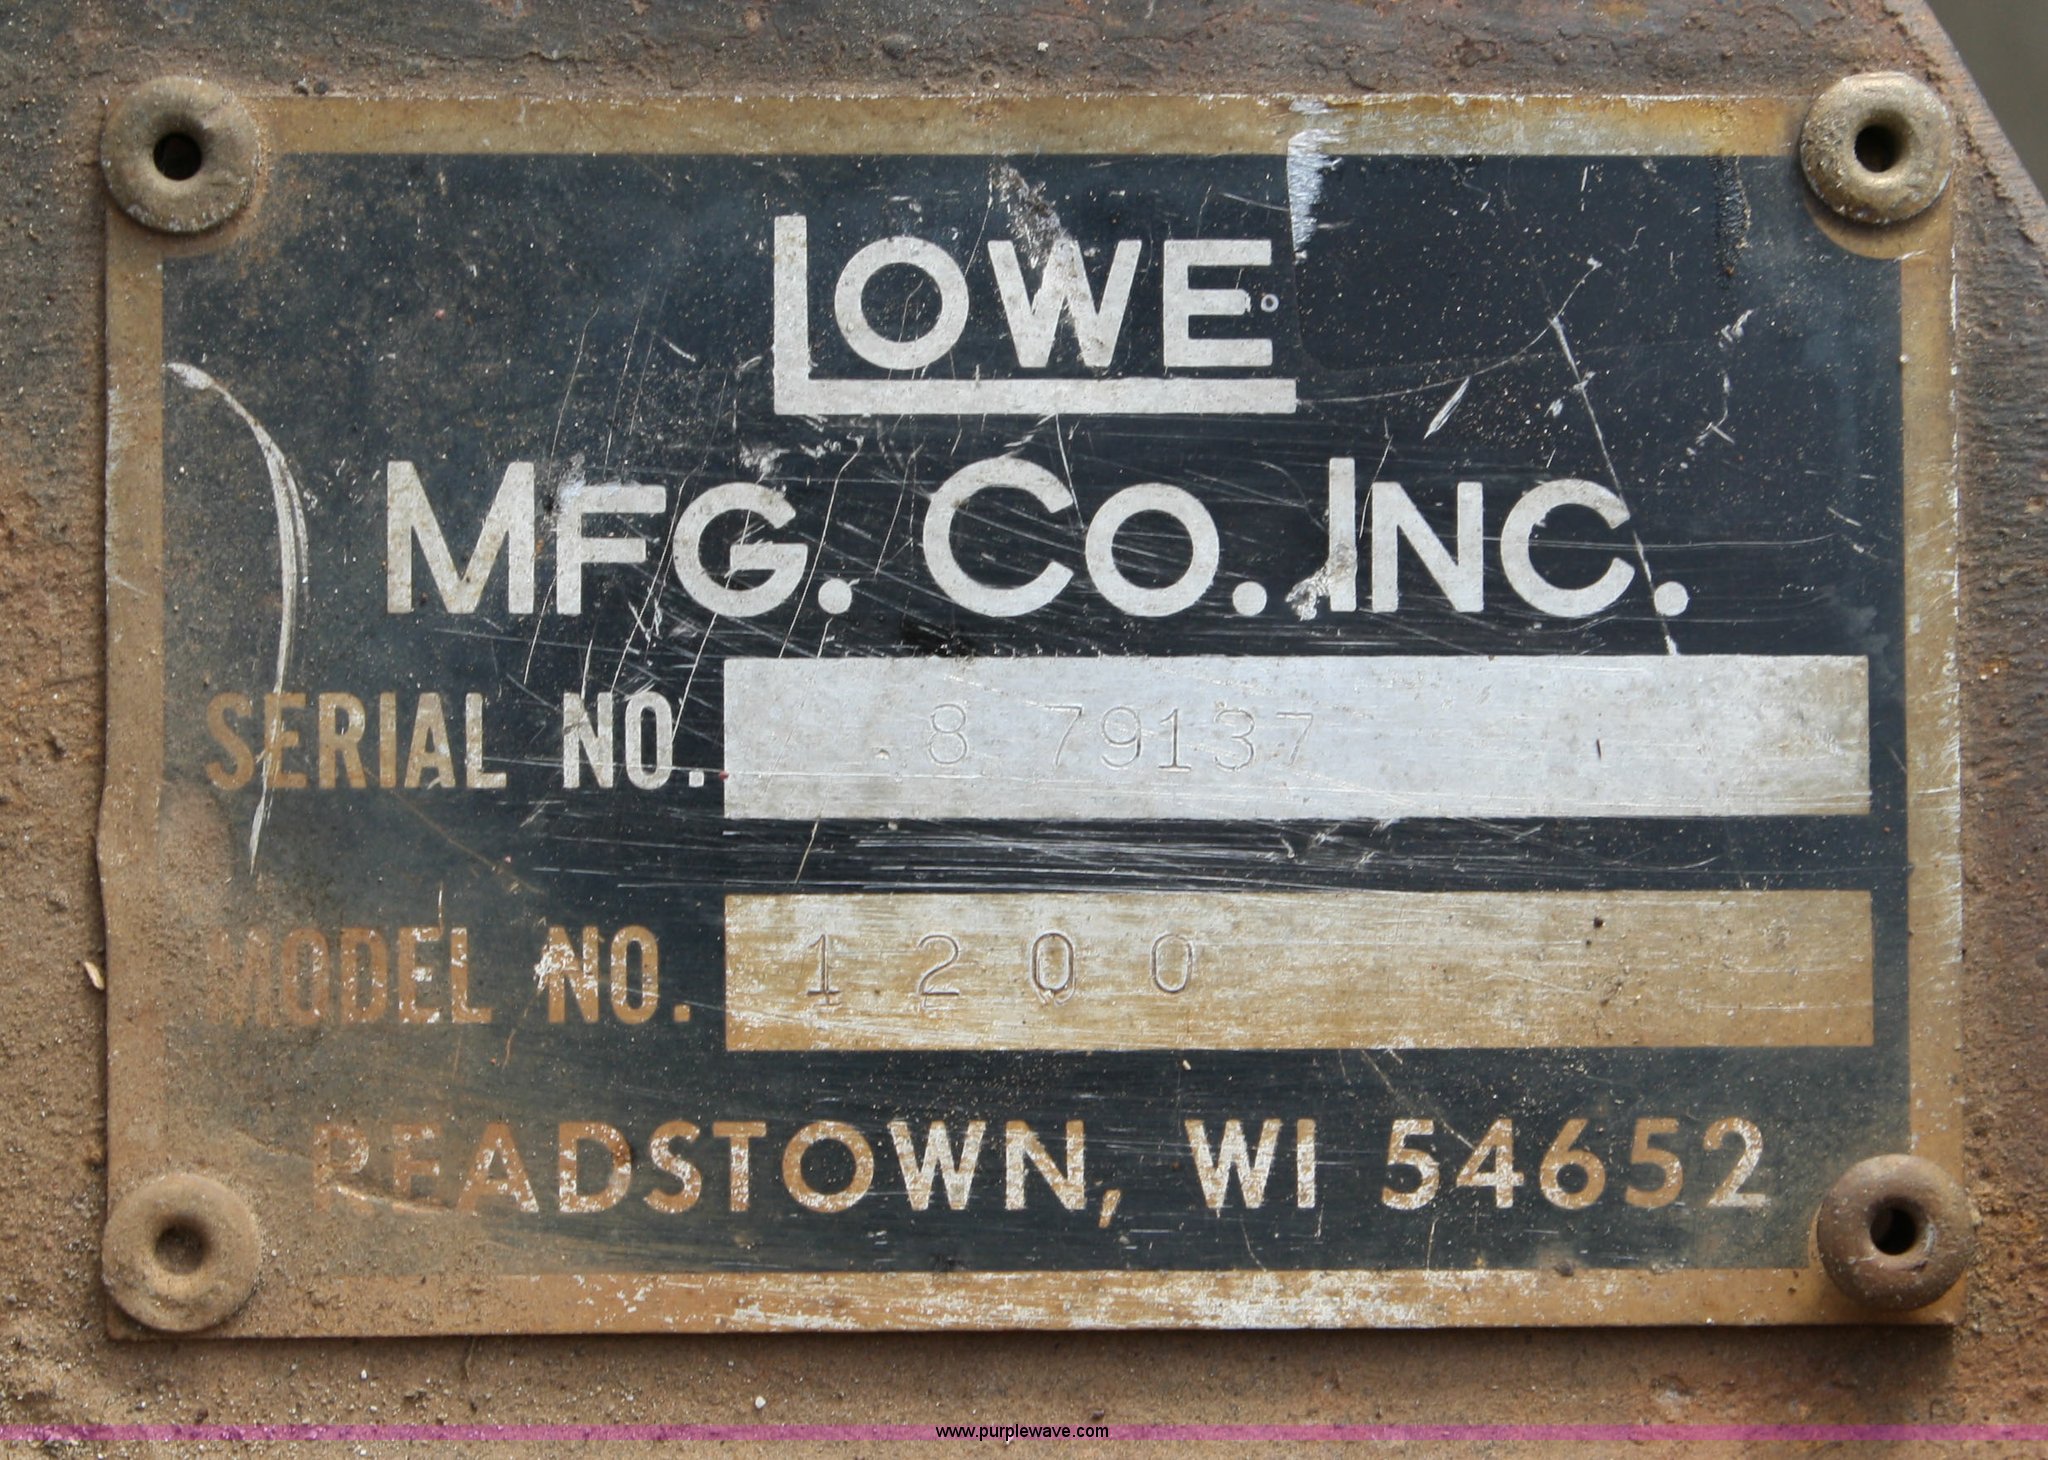 LOWE
MFG. CO. INC.
SERIAL NO. 8 79137
MODEL NO. 1200
READSTOWN, WI 54652
www.purplewave.com